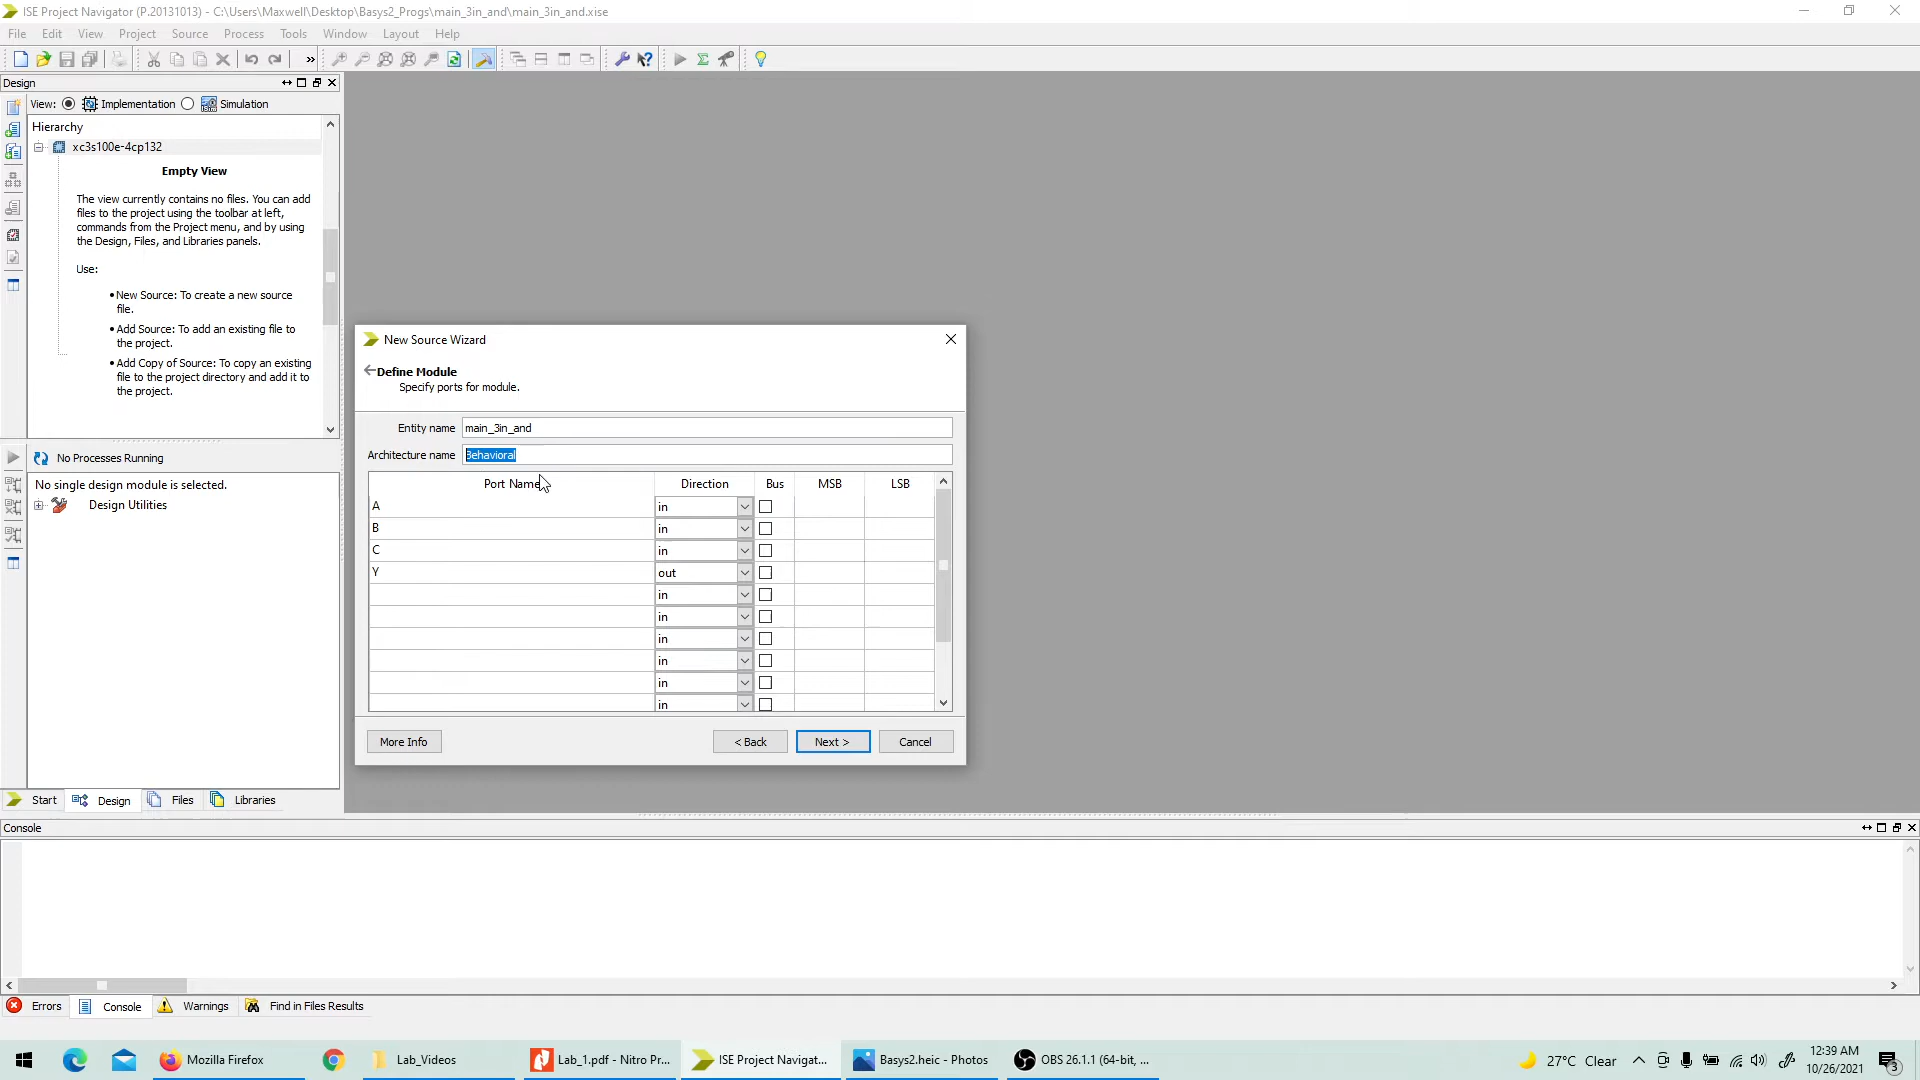 ISE Project Navigator (P.20131013) - C:\Users\Maxwell\Desktop\Basys2_Progs\main_3in_and\main_3in_and.xise
File Edit View Project Source Process Tools Window Layout Help
»
Design
View: Implementation Simulation
Hierarchy
xc3s100e-4cp132
Empty View
The view currently contains no files. You can add
files to the project using the toolbar at left,
commands from the Project menu, and by using
the Design, Files, and Libraries panels.
Use:
•New Source: To create a new source
file.
•Add Source: To add an existing file to
the project.
•Add Copy of Source: To copy an existing
file to the project directory and add it to
the project.
No Processes Running
No single design module is selected.
Design Utilities
Start Design Files Libraries
New Source Wizard
Define Module
Specify ports for module.
Entity name main_3in_and
Architecture name Behavioral
Port Name Direction Bus MSB LSB
A in
B in
C in
Y out
in
in
in
in
in
in
More Info < Back Next > Cancel
Console
Errors Console Warnings Find in Files Results
Mozilla Firefox Lab_Videos Lab_1.pdf - Nitro Pr... ISE Project Navigat... Basys2.heic - Photos OBS 26.1.1 (64-bit, ... 27°C Clear 12:39 AM
10/26/2021 3